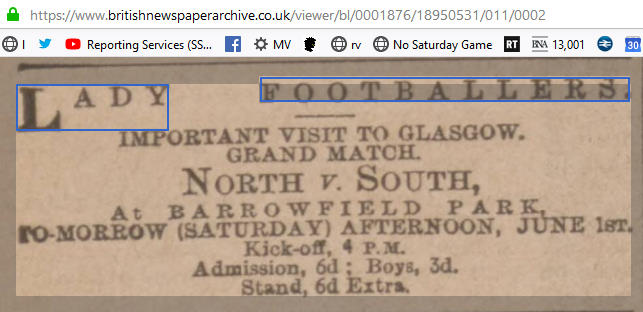 https://www.britishnewspaperarchive.co.uk/viewer/bl/0001876/18950531/011/0002
I Reporting Services (SS... MV rv No Saturday Game RT BNA 13,001 30
LADY FOOTBALLERS.
IMPORTANT VISIT TO GLASGOW.
GRAND MATCH.
NORTH v. SOUTH,
At BARROWFIELD PARK,
TO-MORROW (SATURDAY) AFTERNOON, JUNE 1ST.
Kick-off, 4 P.M.
Admission, 6d; Boys, 3d.
Stand, 6d Extra.